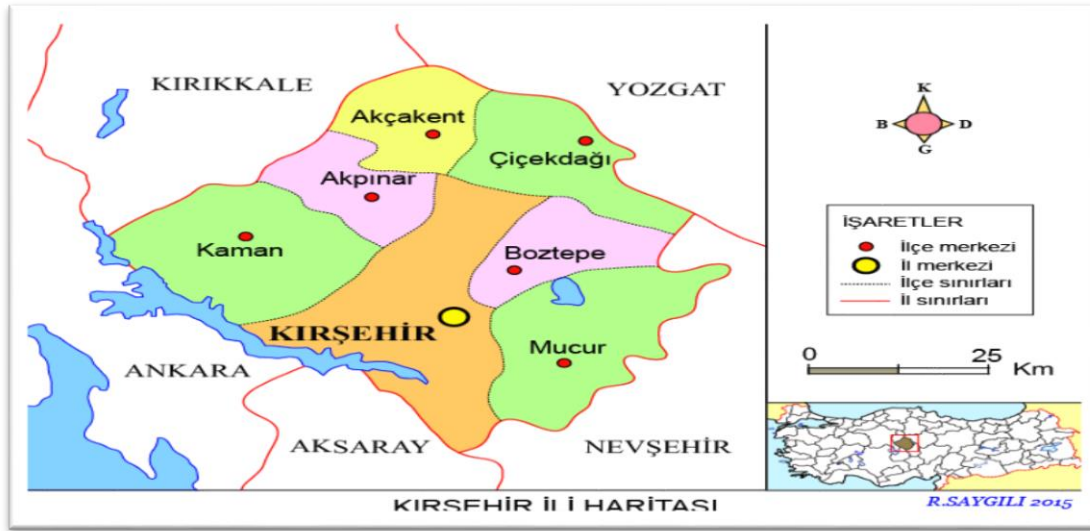 KIRIKKALE
YOZGAT
Akçakent
Çiçekdağı
Akpınar
Kaman
Boztepe
KIRŞEHİR
Mucur
ANKARA
AKSARAY
NEVŞEHİR
K
B D
G
İŞARETLER
İlçe merkezi
İl merkezi
İlçe sınırları
İl sınırları
0 25
Km
KIRŞEHİR İLİ HARİTASI
R.SAYGILI 2015